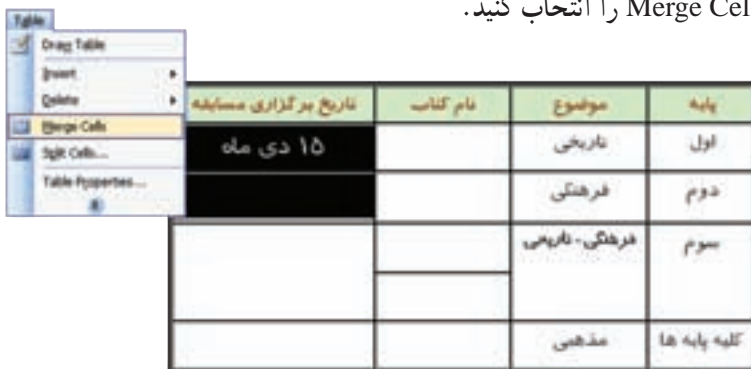 Merge Cel را انتخاب کنید.
Table
Draw Table
Insert
Delete
Merge Cells
Split Cells...
Table Properties...
پایه موضوع نام کتاب تاریخ برگزاری مسابقه
اول تاریخی ۱۵ دی ماه
دوم فرهنگی
سوم فرهنگی - تاریخی
کلیه پایه ها مذهبی